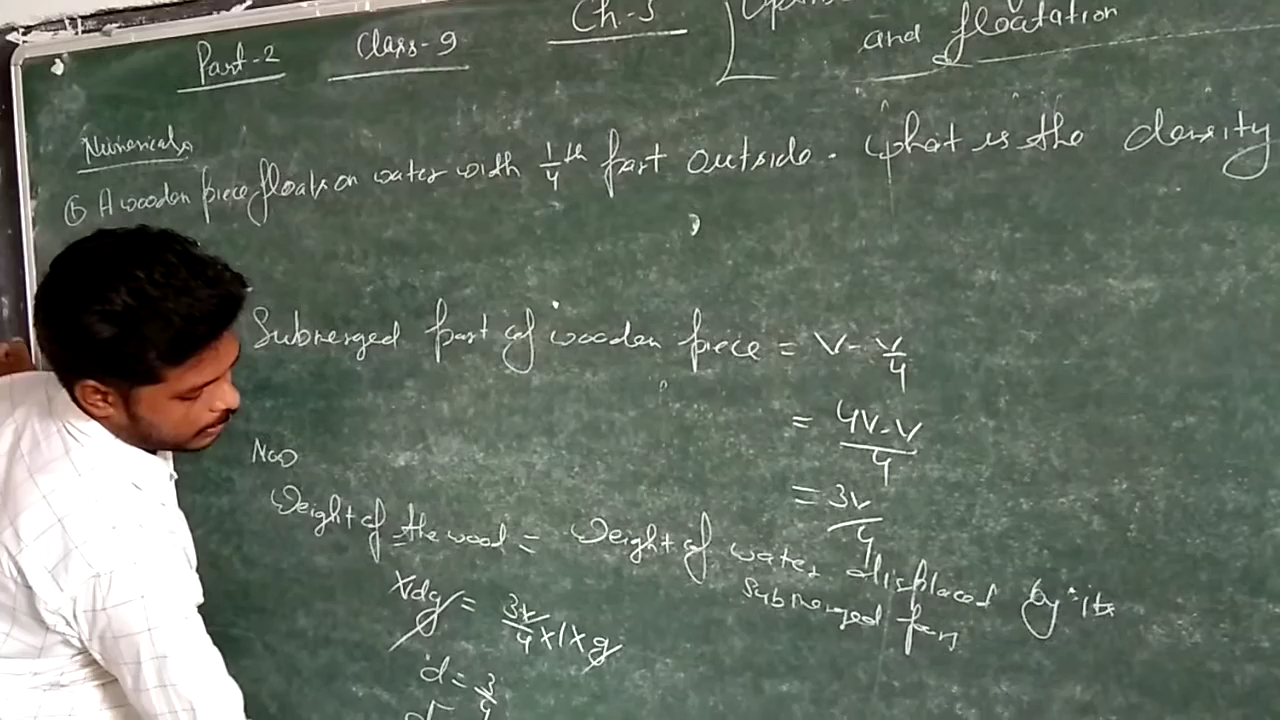 Part-2 Class-9 Ch-5
and floatation
Numericals
A wooden piece floats on water with 1/4 th part outside. What is the density
Submerged part of wooden piece = V - V/4
= 4V-V/4
= 3V/4
Now
Weight of the wood = Weight of water displaced by its
submerged part
Vdg = 3V/4 x 1 x g
d = 3/4
d =